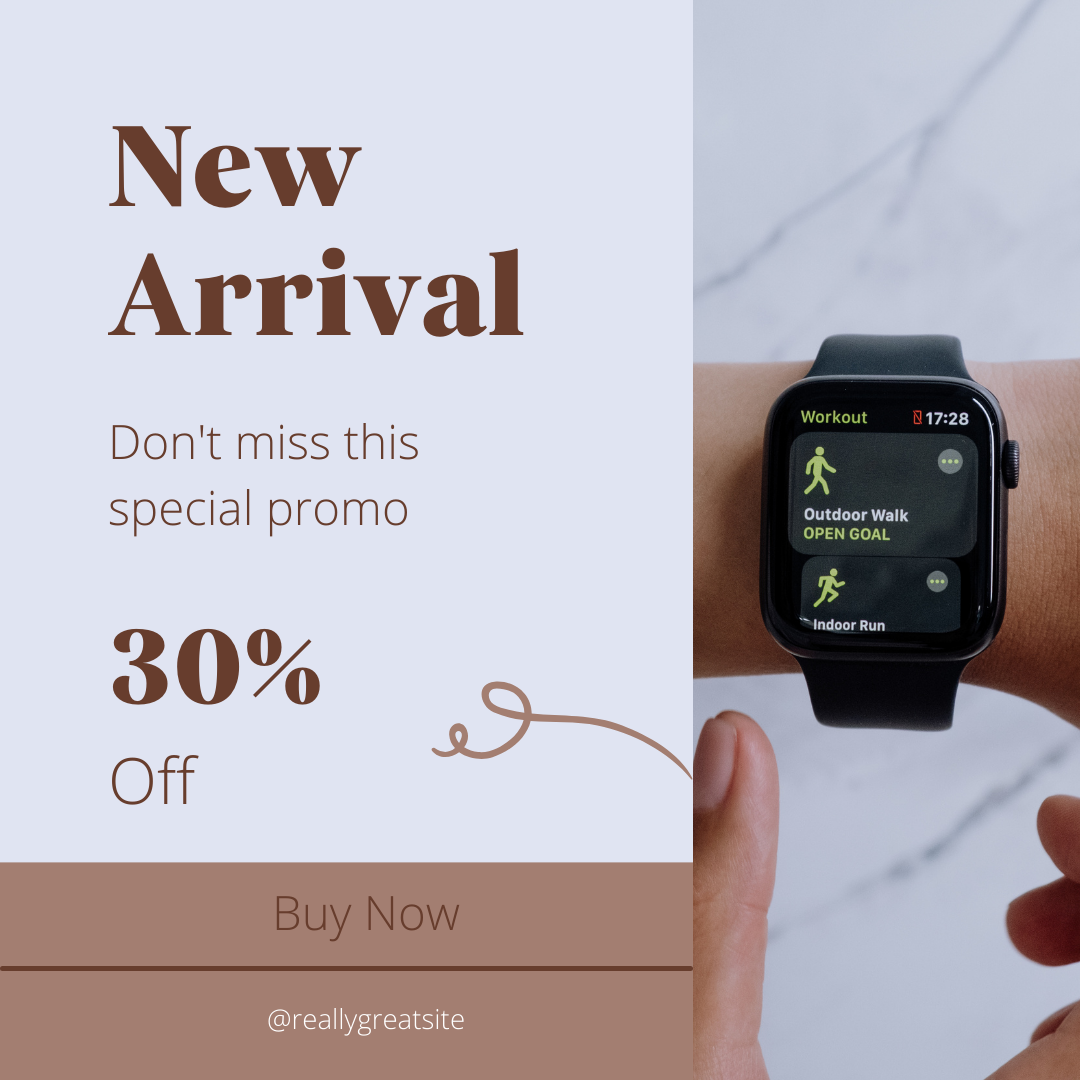 New
Arrival
Don't miss this
special promo
30%
Off
Buy Now
@reallygreatsite
Workout
17:28
Outdoor Walk
OPEN GOAL
Indoor Run